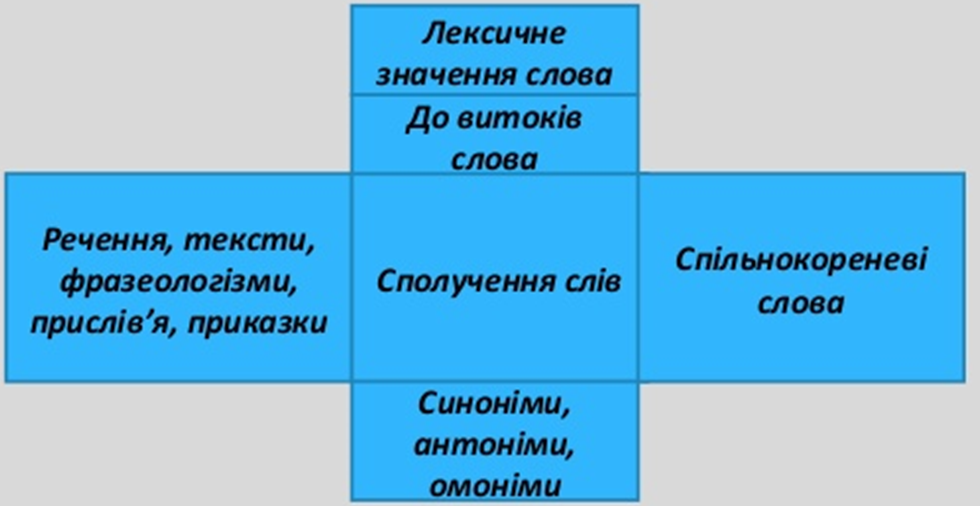 Лексичне
значення слова
До витоків
слова
Речення, тексти,
фразеологізми,
прислів’я, приказки
Сполучення слів
Спільнокореневі
слова
Синоніми,
антоніми,
омоніми